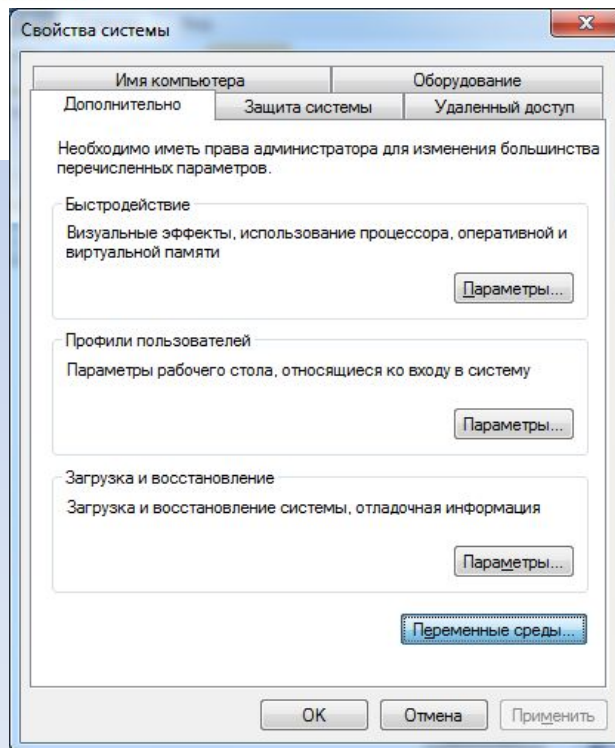 Свойства системы
Имя компьютера
Оборудование
Дополнительно
Защита системы
Удаленный доступ
Необходимо иметь права администратора для изменения большинства
перечисленных параметров.
Быстродействие
Визуальные эффекты, использование процессора, оперативной и
виртуальной памяти
Параметры...
Профили пользователей
Параметры рабочего стола, относящиеся ко входу в систему
Параметры...
Загрузка и восстановление
Загрузка и восстановление системы, отладочная информация
Параметры...
Переменные среды...
OK
Отмена
Применить